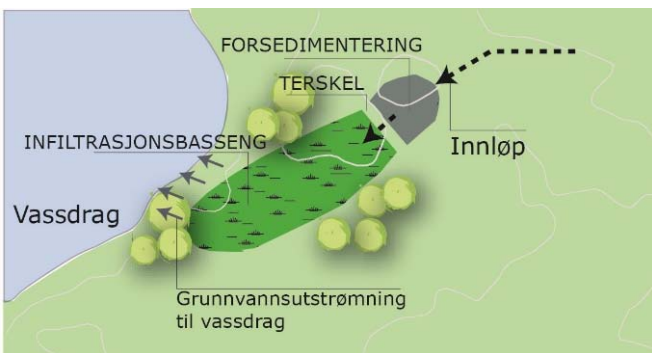 FORSEDIMENTERING
TERSKEL
INFILTRASJONSBASSENG
Innløp
Vassdrag
Grunnvannsutstrømning
til vassdrag